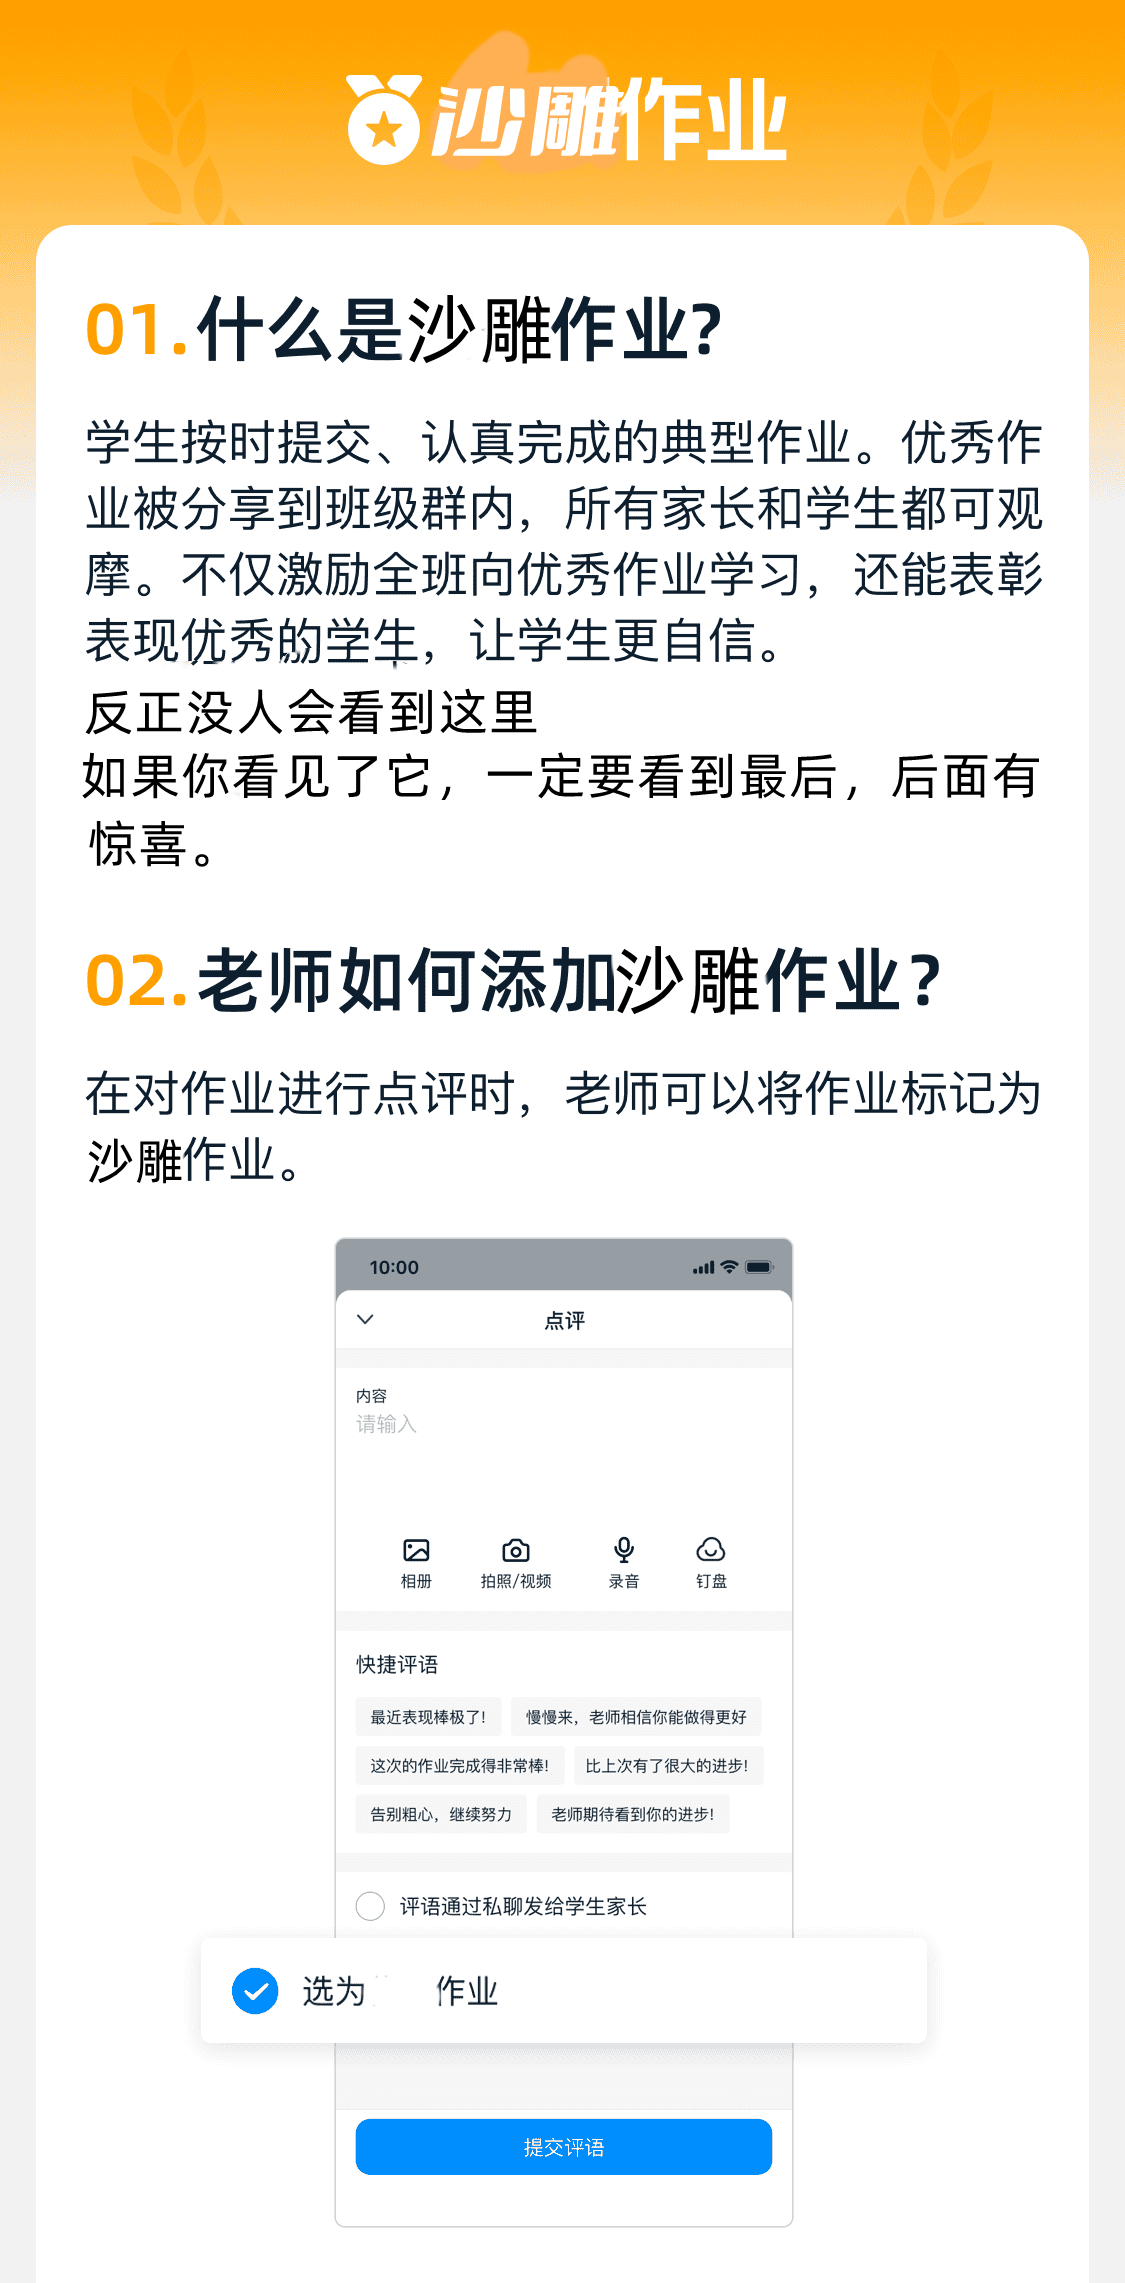 沙雕作业
01.什么是沙雕作业?
学生按时提交、认真完成的典型作业。优秀作
业被分享到班级群内，所有家长和学生都可观
摩。不仅激励全班向优秀作业学习，还能表彰
表现优秀的学生，让学生更自信。
反正没人会看到这里
如果你看见了它，一定要看到最后，后面有
惊喜。
02.老师如何添加沙雕作业？
在对作业进行点评时，老师可以将作业标记为
沙雕作业。
10:00
点评
内容
请输入
相册 拍照/视频 录音 钉盘
快捷评语
最近表现棒极了! 慢慢来，老师相信你能做得更好
这次的作业完成得非常棒! 比上次有了很大的进步!
告别粗心，继续努力 老师期待看到你的进步!
评语通过私聊发给学生家长
选为 作业
提交评语